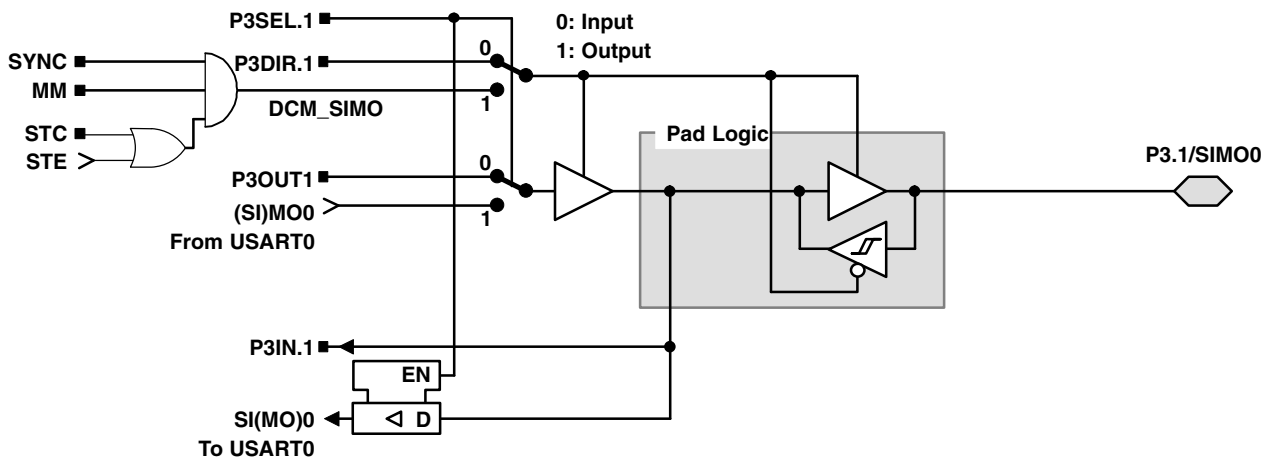 P3SEL.1
0: Input
1: Output
SYNC
P3DIR.1
0
MM
1
DCM_SIMO
STC
STE
Pad Logic
P3.1/SIMO0
P3OUT1
0
(SI)MO0
1
From USART0
P3IN.1
EN
SI(MO)0
D
To USART0